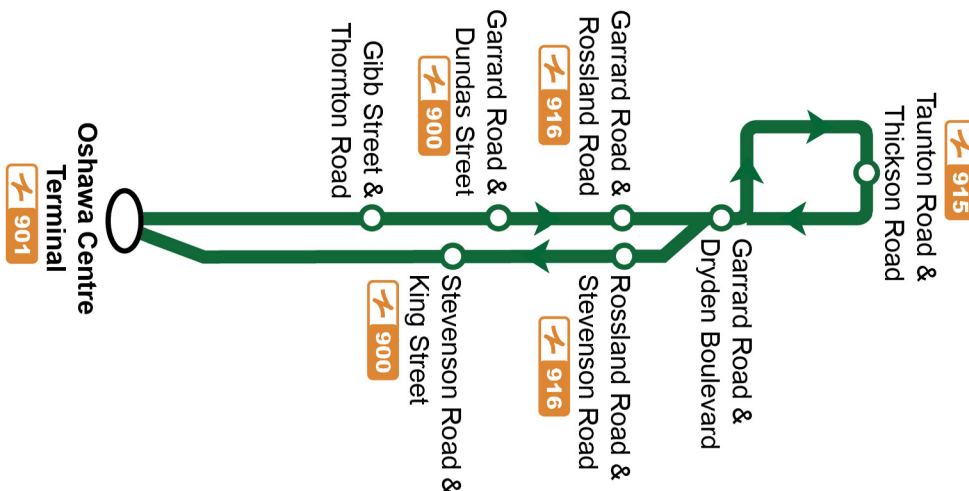 Taunton Road &
Thickson Road
915
Garrard Road &
Rossland Road
916
Garrard Road &
Dundas Street
900
Gibb Street &
Thornton Road
Oshawa Centre
Terminal
901
Garrard Road &
Dryden Boulevard
Rossland Road &
Stevenson Road
916
Stevenson Road &
King Street
900